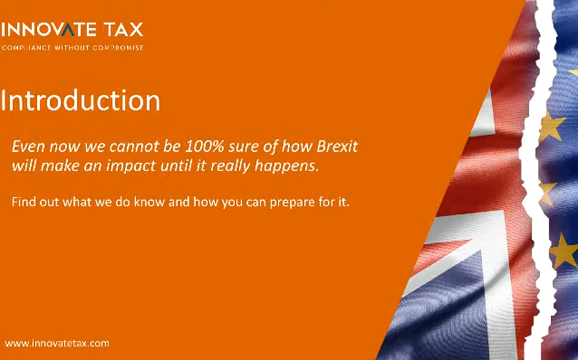 INNOVATE TAX
COMPLIANCE WITHOUT COMPROMISE
Introduction
Even now we cannot be 100% sure of how Brexit
will make an impact until it really happens.
Find out what we do know and how you can prepare for it.
www.innovatetax.com